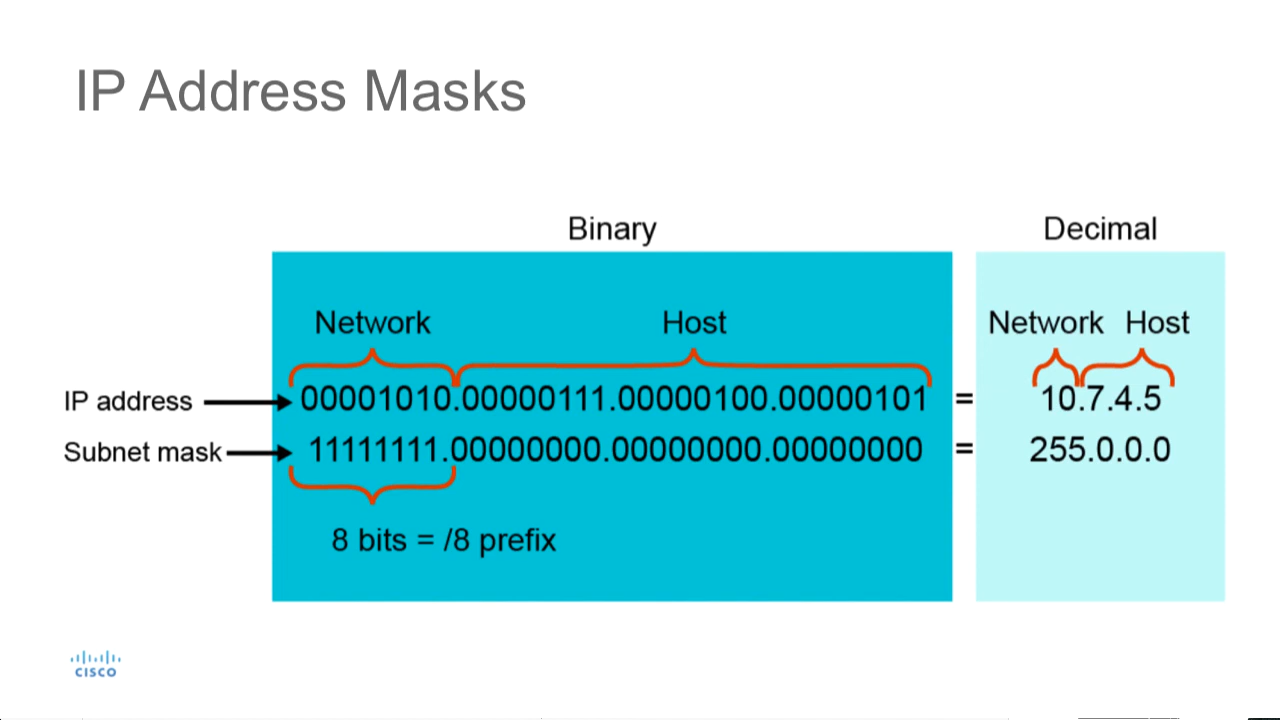 IP Address Masks
Binary Decimal
Network Host Network Host
IP address 00001010.00000111.00000100.00000101 = 10.7.4.5
Subnet mask 11111111.00000000.00000000.00000000 = 255.0.0.0
8 bits = /8 prefix
CISCO